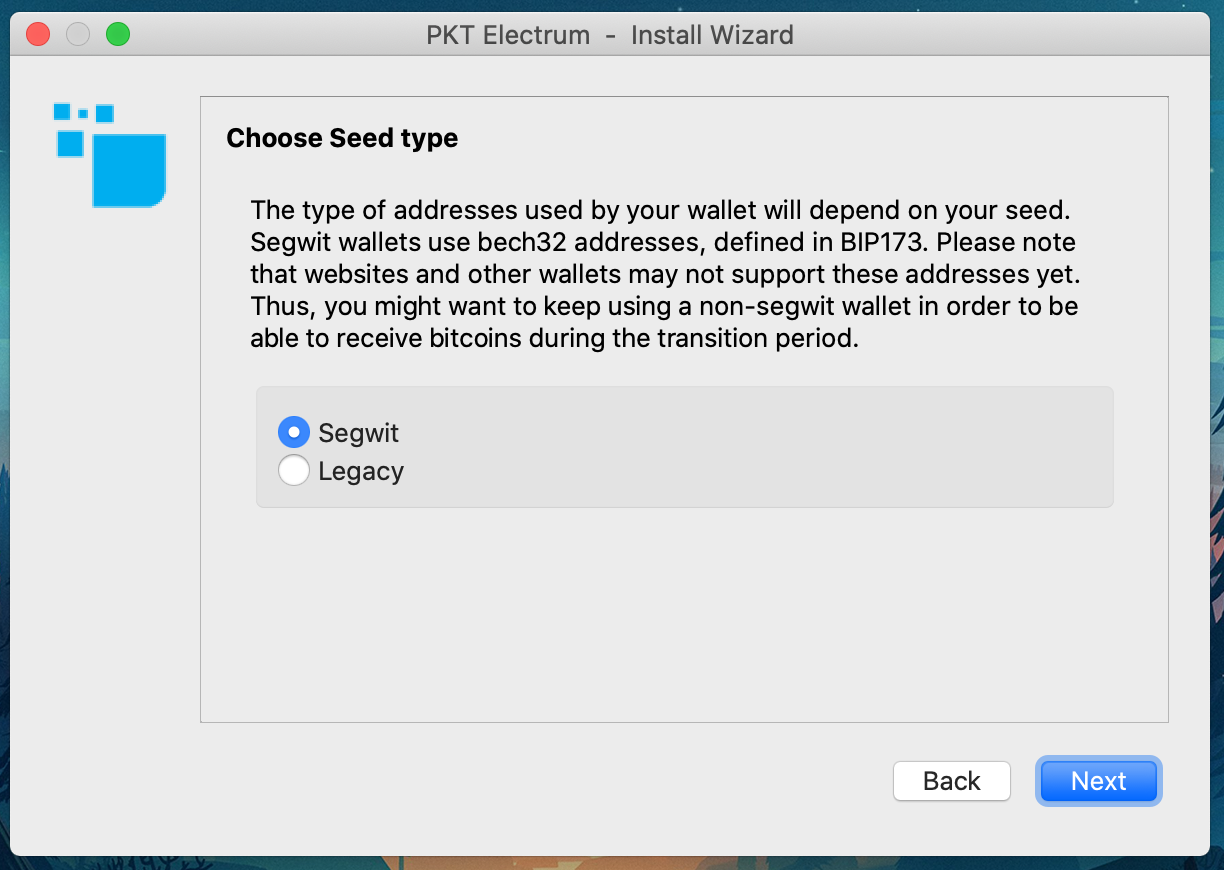 PKT Electrum - Install Wizard
Choose Seed type
The type of addresses used by your wallet will depend on your seed.
Segwit wallets use bech32 addresses, defined in BIP173. Please note
that websites and other wallets may not support these addresses yet.
Thus, you might want to keep using a non-segwit wallet in order to be
able to receive bitcoins during the transition period.
Segwit
Legacy
Back
Next